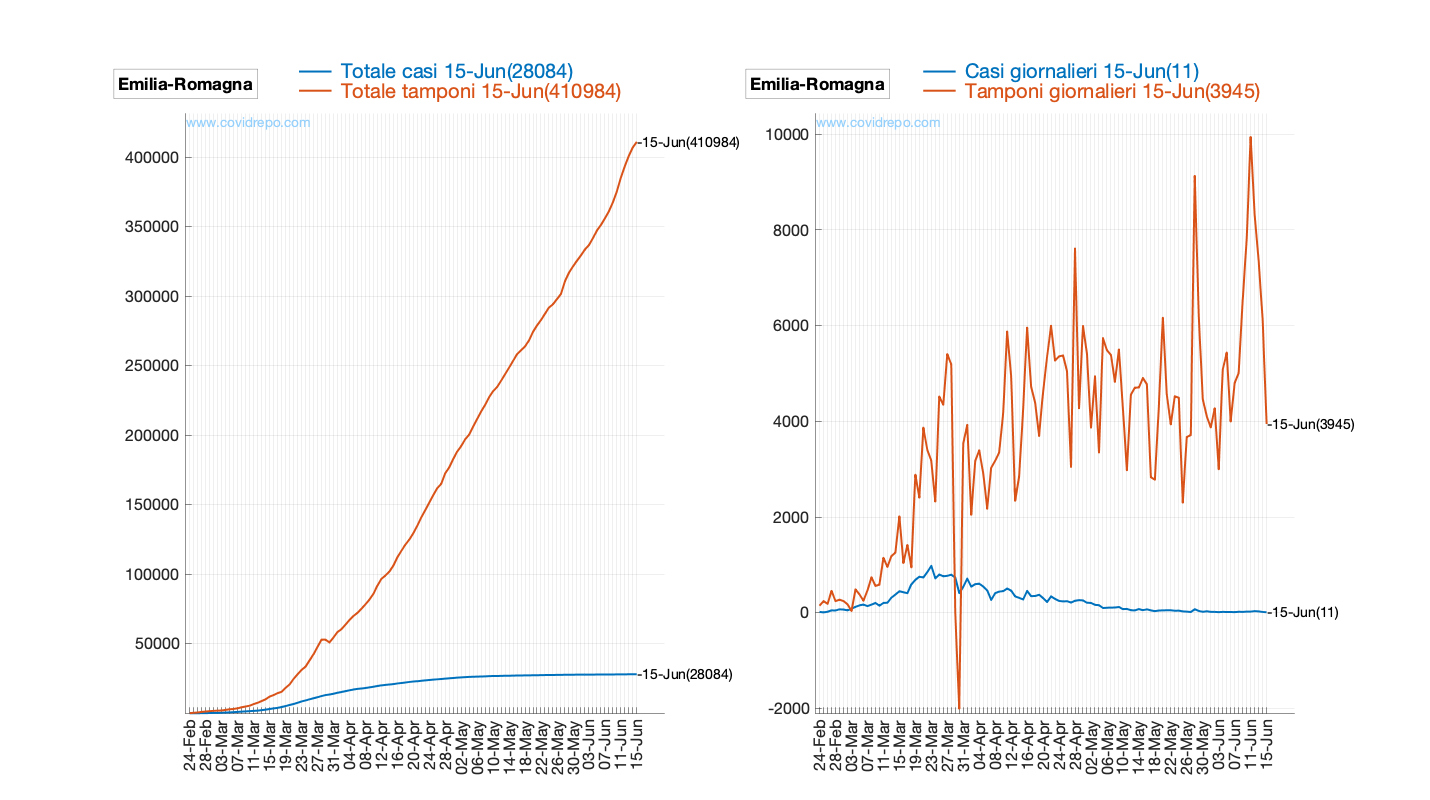 Emilia-Romagna
Totale casi 15-Jun(28084)
Totale tamponi 15-Jun(410984)
www.covidrepo.com
400000
350000
300000
250000
200000
150000
100000
50000
15-Jun(410984)
15-Jun(28084)
24-Feb
28-Feb
03-Mar
07-Mar
11-Mar
15-Mar
19-Mar
23-Mar
27-Mar
31-Mar
04-Apr
08-Apr
12-Apr
16-Apr
20-Apr
24-Apr
28-Apr
02-May
06-May
10-May
14-May
18-May
22-May
26-May
30-May
03-Jun
07-Jun
11-Jun
15-Jun
Emilia-Romagna
Casi giornalieri 15-Jun(11)
Tamponi giornalieri 15-Jun(3945)
www.covidrepo.com
10000
8000
6000
4000
2000
0
-2000
15-Jun(3945)
15-Jun(11)
24-Feb
28-Feb
03-Mar
07-Mar
11-Mar
15-Mar
19-Mar
23-Mar
27-Mar
31-Mar
04-Apr
08-Apr
12-Apr
16-Apr
20-Apr
24-Apr
28-Apr
02-May
06-May
10-May
14-May
18-May
22-May
26-May
30-May
03-Jun
07-Jun
11-Jun
15-Jun